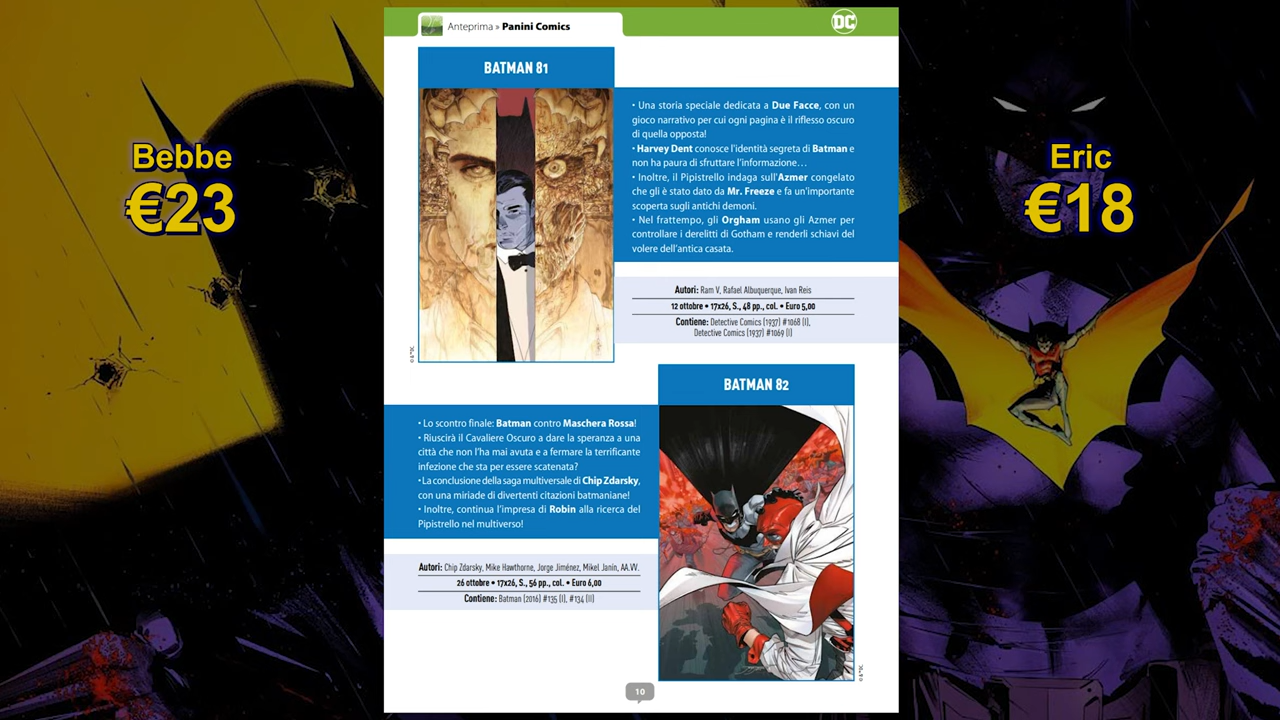 Anteprima » Panini Comics
DC
Bebbe
€23
Eric
€18
BATMAN 81
• Una storia speciale dedicata a Due Facce, con un
gioco narrativo per cui ogni pagina è il riflesso oscuro
di quella opposta!
• Harvey Dent conosce l'identità segreta di Batman e
non ha paura di sfruttare l'informazione…
• Inoltre, il Pipistrello indaga sull'Azmer congelato
che gli è stato dato da Mr. Freeze e fa un'importante
scoperta sugli antichi demoni.
• Nel frattempo, gli Orgham usano gli Azmer per
controllare i derelitti di Gotham e renderli schiavi del
volere dell'antica casata.
Autori: Ram V, Rafael Albuquerque, Ivan Reis
12 ottobre • 17x26, S., 48 pp., col. • Euro 5,00
Contiene: Detective Comics (1937) #1068 (I),
Detective Comics (1937) #1069 (I)
© & ™ DC
BATMAN 82
• Lo scontro finale: Batman contro Maschera Rossa!
• Riuscirà il Cavaliere Oscuro a dare la speranza a una
città che non l'ha mai avuta e a fermare la terrificante
infezione che sta per essere scatenata?
• La conclusione della saga multiversale di Chip Zdarsky,
con una miriade di divertenti citazioni batmaniane!
• Inoltre, continua l'impresa di Robin alla ricerca del
Pipistrello nel multiverso!
Autori: Chip Zdarsky, Mike Hawthorne, Jorge Jiménez, Mikel Janín, AA.VV.
26 ottobre • 17x26, S., 56 pp., col. • Euro 6,00
Contiene: Batman (2016) #135 (I), #134 (II)
© & ™ DC
10